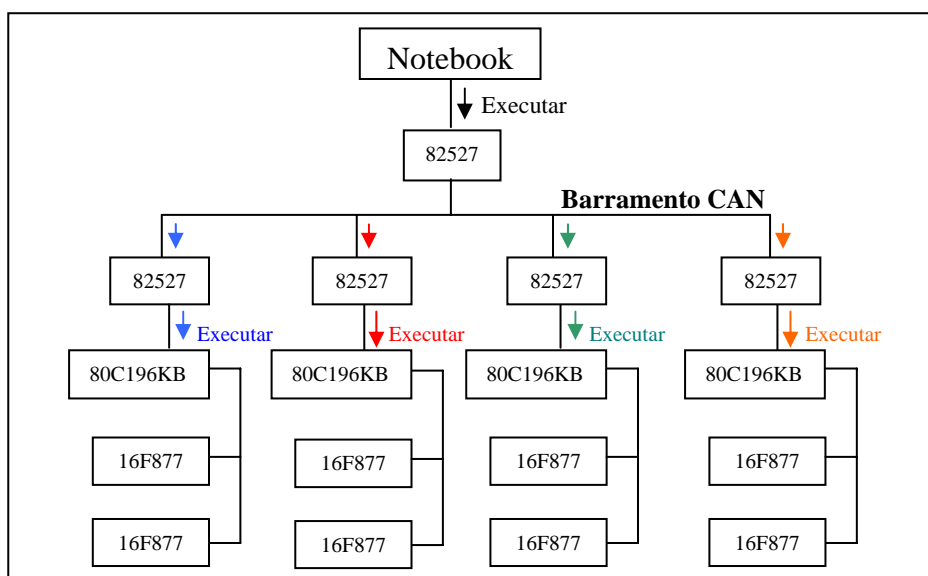 Notebook
Executar
82527
Barramento CAN
82527 82527 82527 82527
Executar Executar Executar Executar
80C196KB 80C196KB 80C196KB 80C196KB
16F877 16F877 16F877 16F877
16F877 16F877 16F877 16F877